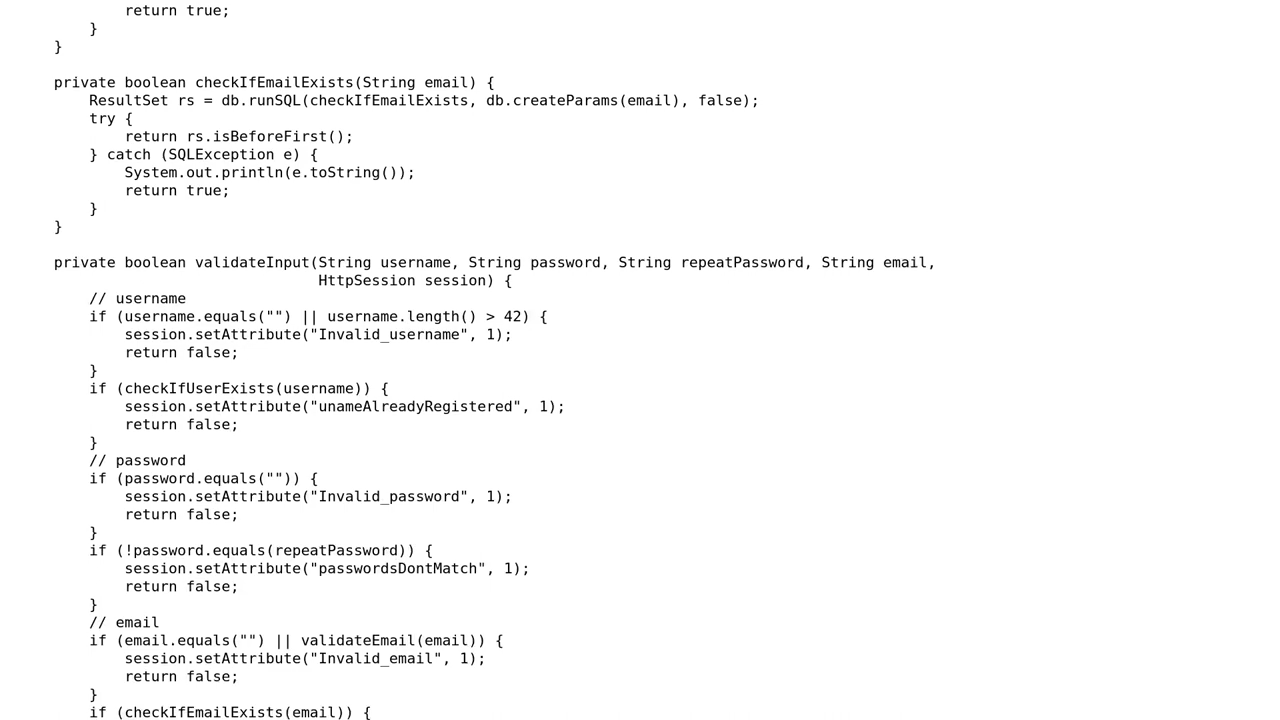 return true;
        }
    }

    private boolean checkIfEmailExists(String email) {
        ResultSet rs = db.runSQL(checkIfEmailExists, db.createParams(email), false);
        try {
            return rs.isBeforeFirst();
        } catch (SQLException e) {
            System.out.println(e.toString());
            return true;
        }
    }

    private boolean validateInput(String username, String password, String repeatPassword, String email,
                                  HttpSession session) {
        // username
        if (username.equals("") || username.length() > 42) {
            session.setAttribute("Invalid_username", 1);
            return false;
        }
        if (checkIfUserExists(username)) {
            session.setAttribute("unameAlreadyRegistered", 1);
            return false;
        }
        // password
        if (password.equals("")) {
            session.setAttribute("Invalid_password", 1);
            return false;
        }
        if (!password.equals(repeatPassword)) {
            session.setAttribute("passwordsDontMatch", 1);
            return false;
        }
        // email
        if (email.equals("") || validateEmail(email)) {
            session.setAttribute("Invalid_email", 1);
            return false;
        }
        if (checkIfEmailExists(email)) {